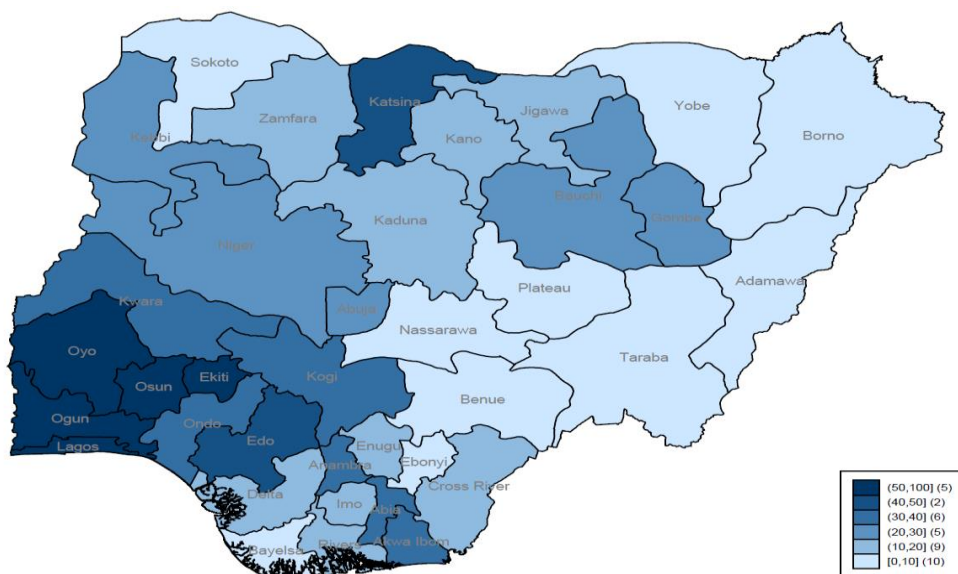 Sokoto
Katsina
Yobe
Borno
Zamfara
Jigawa
Kebbi
Kano
Bauchi
Gombe
Kaduna
Niger
Adamawa
Plateau
Kwara
Abuja
Nassarawa
Oyo
Taraba
Ekiti
Kogi
Osun
Benue
Ogun
Ondo
Edo
Lagos
Enugu
Ebonyi
Anambra
Cross River
Delta
Imo
Abia
Rivers
Akwa Ibom
Bayelsa
(50,100] (5)
(40,50] (2)
(30,40] (6)
(20,30] (5)
(10,20] (9)
[0,10] (10)